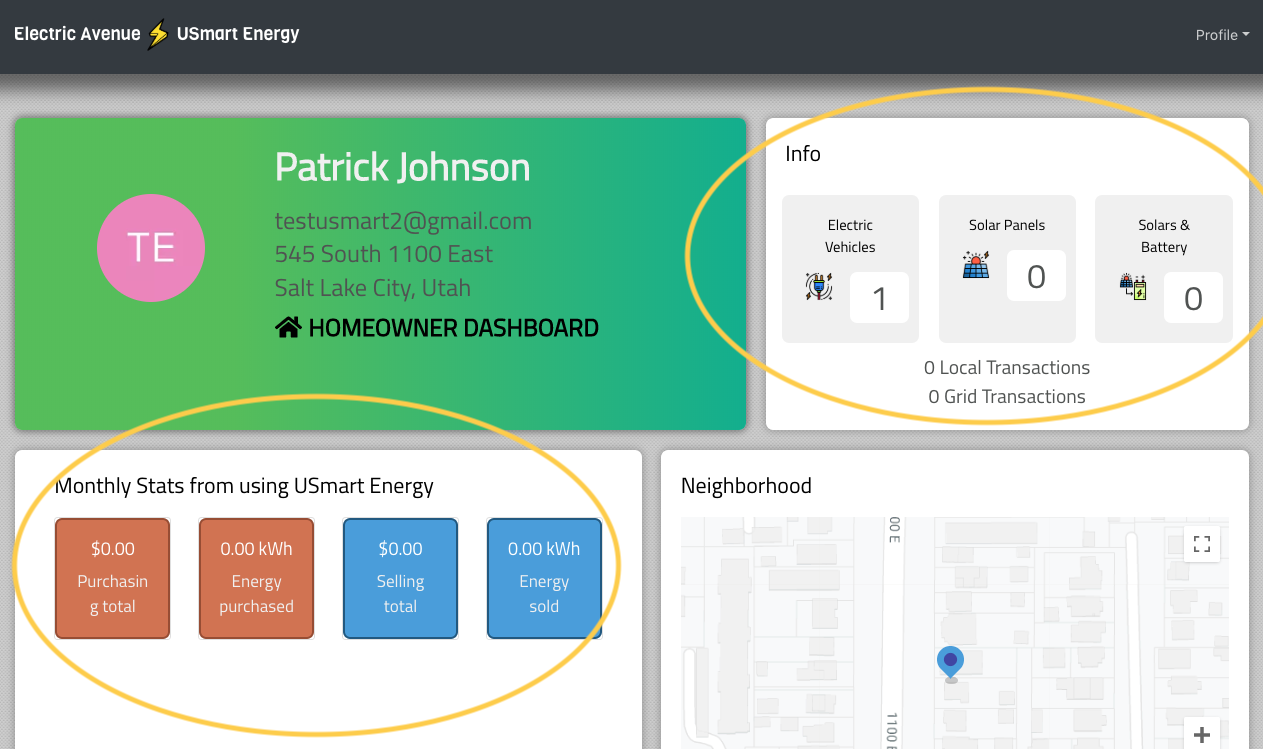 Electric Avenue USmart Energy
Profile
Patrick Johnson
TE
testusmart2@gmail.com
545 South 1100 East
Salt Lake City, Utah
HOMEOWNER DASHBOARD
Info
Electric
Vehicles
1
Solar Panels
0
Solars &
Battery
0
0 Local Transactions
0 Grid Transactions
Monthly Stats from using USmart Energy
$0.00
Purchasin
g total
0.00 kWh
Energy
purchased
$0.00
Selling
total
0.00 kWh
Energy
sold
Neighborhood
00 E
1100 E
+